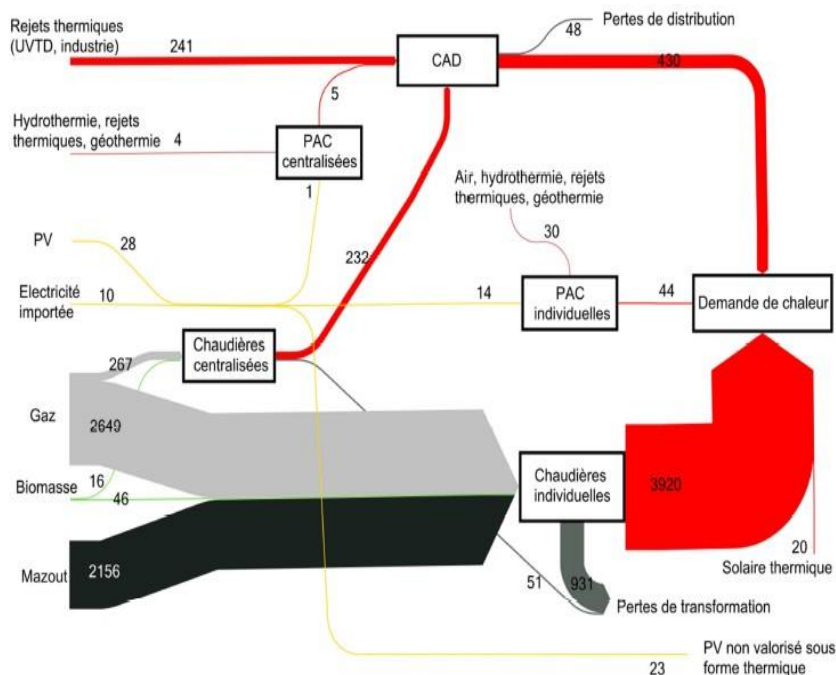 Rejets thermiques
(UVTD, industrie)
241
CAD
48
Pertes de distribution
430
5
Hydrothermie, rejets
thermiques, géothermie
4
PAC
centralisées
1
Air, hydrothermie, rejets
thermiques, géothermie
30
PV
28
232
Electricité
importée
10
14
PAC
individuelles
44
Demande de chaleur
267
Chaudières
centralisées
Gaz
2649
Biomasse
16
46
Chaudières
individuelles
3920
Mazout
2156
20
Solaire thermique
51
931
Pertes de transformation
PV non valorisé sous
forme thermique
23